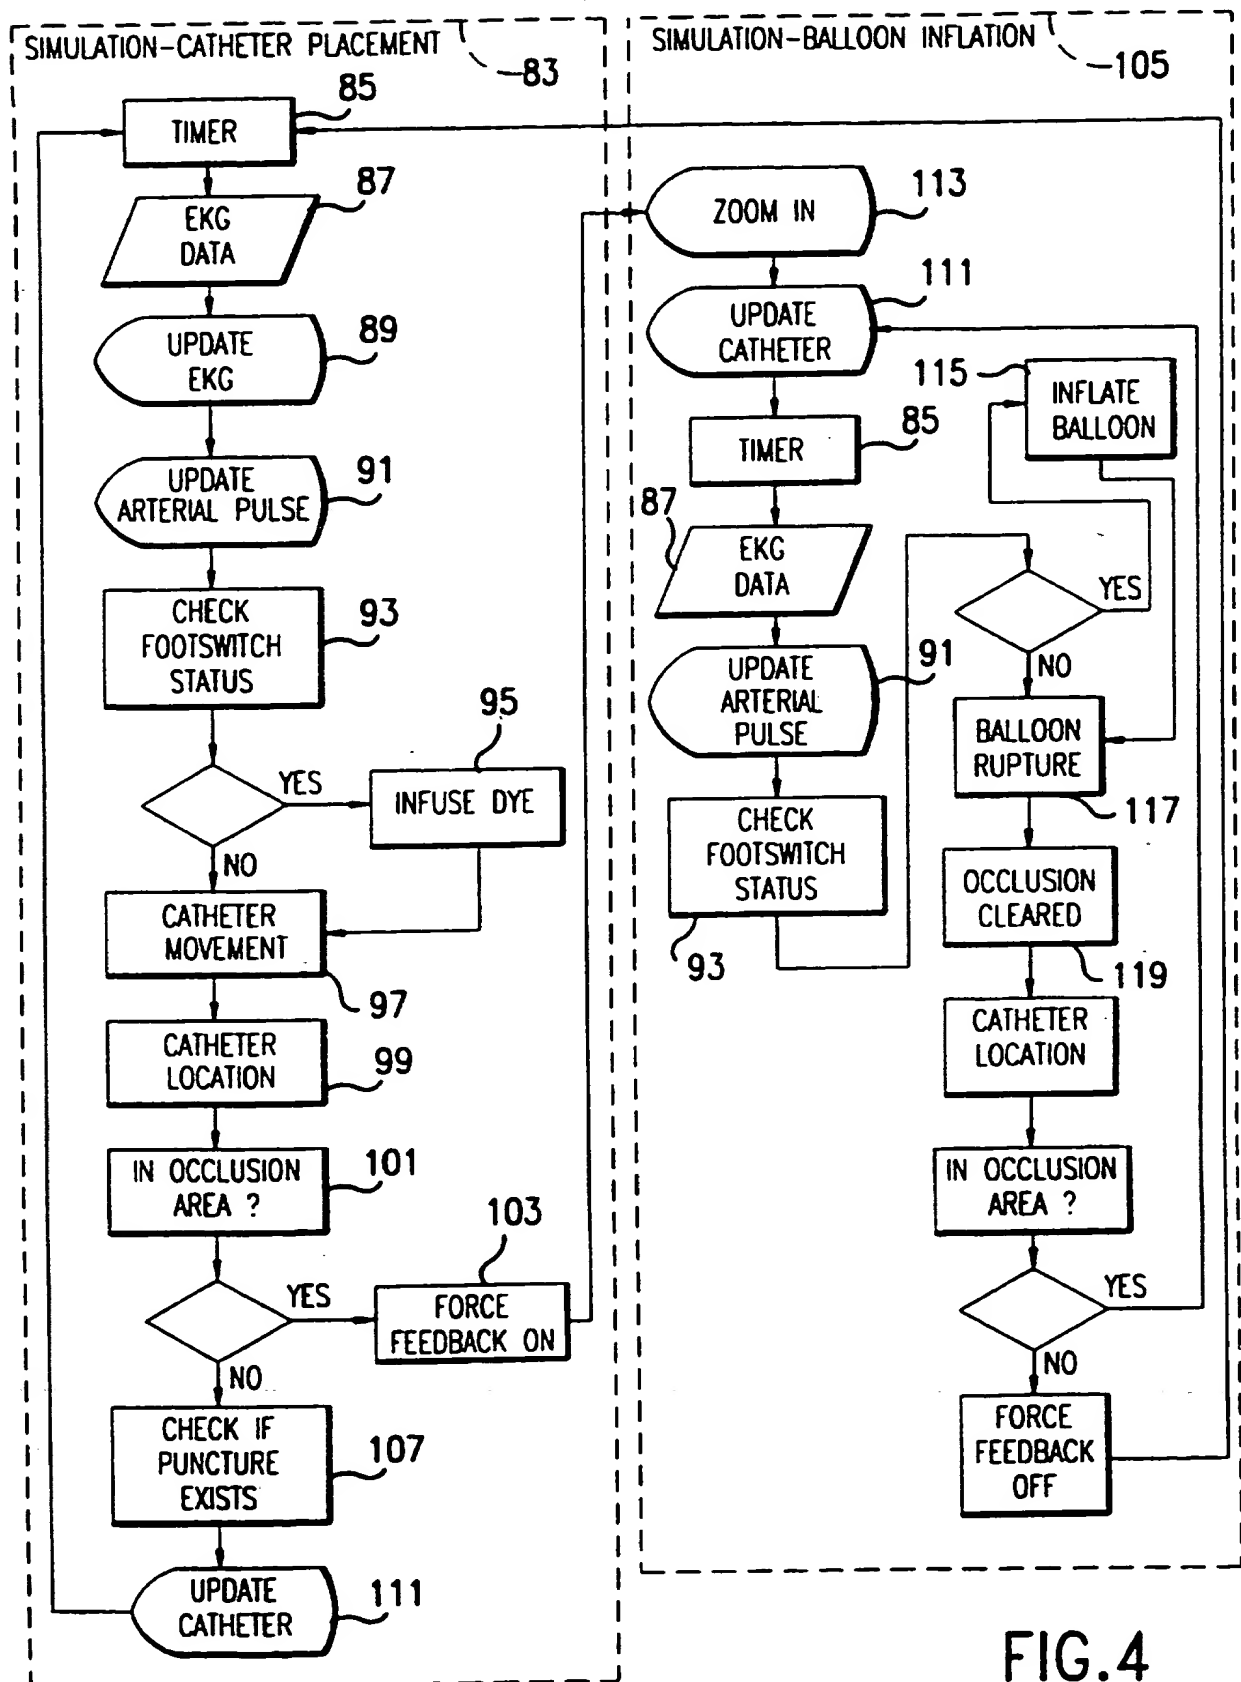 SIMULATION-CATHETER PLACEMENT
83
85
TIMER
87
EKG
DATA
89
UPDATE
EKG
91
UPDATE
ARTERIAL PULSE
93
CHECK
FOOTSWITCH
STATUS
95
YES
INFUSE DYE
NO
CATHETER
MOVEMENT
97
CATHETER
LOCATION
99
IN OCCLUSION
AREA ?
101
103
YES
FORCE
FEEDBACK ON
NO
CHECK IF
PUNCTURE
EXISTS
107
UPDATE
CATHETER
111
SIMULATION-BALLOON INFLATION
105
ZOOM IN
113
111
UPDATE
CATHETER
85
TIMER
87
EKG
DATA
91
UPDATE
ARTERIAL
PULSE
CHECK
FOOTSWITCH
STATUS
93
115
INFLATE
BALLOON
YES
NO
BALLOON
RUPTURE
117
OCCLUSION
CLEARED
119
CATHETER
LOCATION
IN OCCLUSION
AREA ?
YES
NO
FORCE
FEEDBACK
OFF
FIG.4